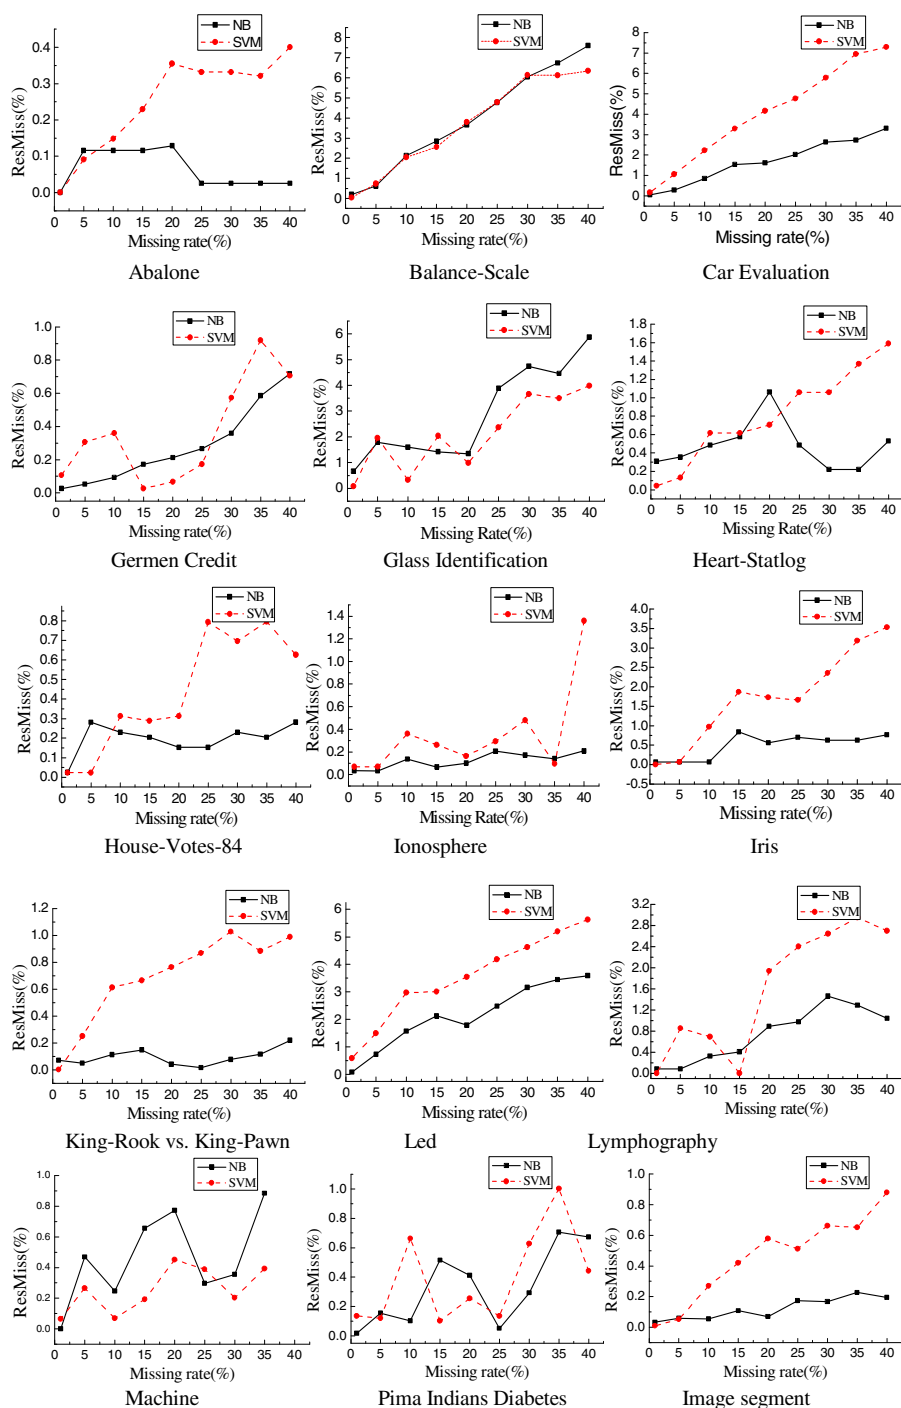 NB
SVM
0.4
0.3
0.2
0.1
0.0
ResMiss(%)
0 5 10 15 20 25 30 35 40
Missing rate(%)
Abalone
NB
SVM
8
7
6
5
4
3
2
1
0
ResMiss(%)
0 5 10 15 20 25 30 35 40
Missing rate(%)
Balance-Scale
NB
SVM
8
7
6
5
4
3
2
1
0
ResMiss(%)
0 5 10 15 20 25 30 35 40
Missing rate(%)
Car Evaluation
NB
SVM
1.0
0.8
0.6
0.4
0.2
0.0
ResMiss(%)
0 5 10 15 20 25 30 35 40
Missing rate(%)
Germen Credit
NB
SVM
6
5
4
3
2
1
0
ResMiss(%)
0 5 10 15 20 25 30 35 40
Missing Rate(%)
Glass Identification
NB
SVM
1.8
1.6
1.4
1.2
1.0
0.8
0.6
0.4
0.2
0.0
ResMiss(%)
0 5 10 15 20 25 30 35 40
Missing Rate(%)
Heart-Statlog
NB
SVM
0.8
0.7
0.6
0.5
0.4
0.3
0.2
0.1
0.0
ResMiss(%)
0 5 10 15 20 25 30 35 40
Missing rate(%)
House-Votes-84
NB
SVM
1.4
1.2
1.0
0.8
0.6
0.4
0.2
0.0
ResMiss(%)
0 5 10 15 20 25 30 35 40
Missing Rate(%)
Ionosphere
NB
SVM
4.0
3.5
3.0
2.5
2.0
1.5
1.0
0.5
0.0
-0.5
ResMiss(%)
0 5 10 15 20 25 30 35 40
Missing rate(%)
Iris
NB
SVM
1.2
1.0
0.8
0.6
0.4
0.2
0.0
ResMiss(%)
0 5 10 15 20 25 30 35 40
Missing rate(%)
King-Rook vs. King-Pawn
NB
SVM
6
5
4
3
2
1
0
ResMiss(%)
0 5 10 15 20 25 30 35 40
Missing rate(%)
Led
NB
SVM
3.2
2.8
2.4
2.0
1.6
1.2
0.8
0.4
0.0
ResMiss(%)
0 5 10 15 20 25 30 35 40
Missing rate(%)
Lymphography
NB
SVM
1.0
0.8
0.6
0.4
0.2
0.0
ResMiss(%)
0 5 10 15 20 25 30 35 40
Missing rate(%)
Machine
NB
SVM
1.0
0.8
0.6
0.4
0.2
0.0
ResMiss(%)
0 5 10 15 20 25 30 35 40
Missing rate(%)
Pima Indians Diabetes
NB
SVM
1.0
0.8
0.6
0.4
0.2
0.0
ResMiss(%)
0 5 10 15 20 25 30 35 40
Missing rate(%)
Image segment